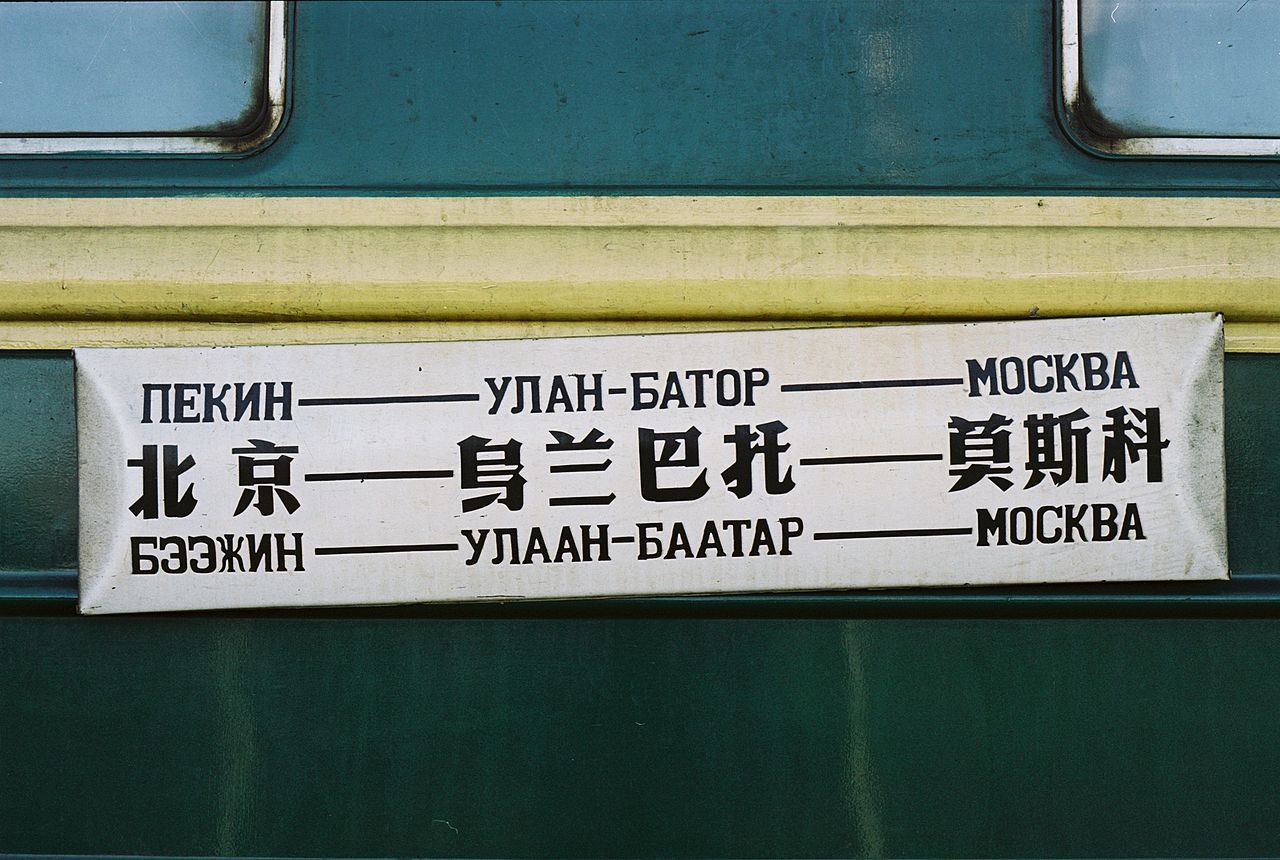 ПЕКИН — УЛАН-БАТОР — МОСКВА
北京 — 乌兰巴托 — 莫斯科
БЭЭЖИН — УЛААН-БААТАР — МОСКВА